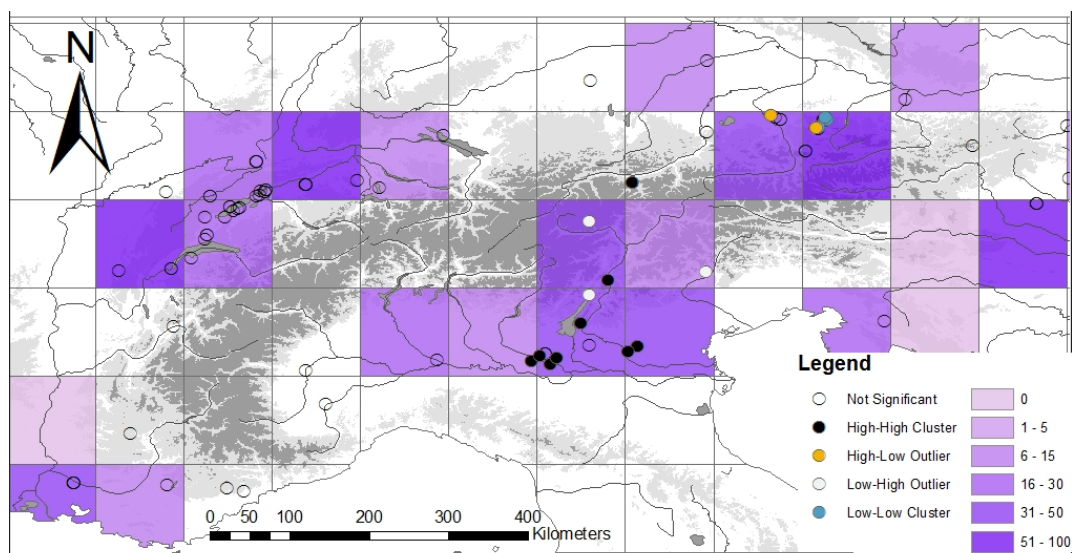 N
Legend
Not Significant
High-High Cluster
High-Low Outlier
Low-High Outlier
Low-Low Cluster
0
1 - 5
6 - 15
16 - 30
31 - 50
51 - 100
0 50 100 200 300 400
Kilometers